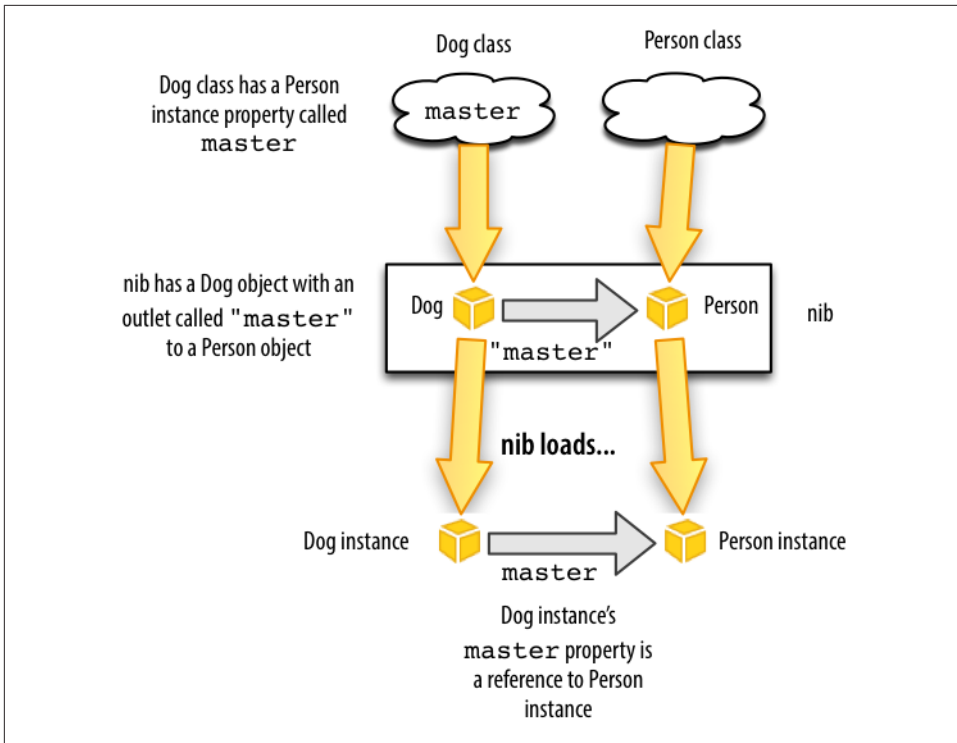 Dog class
Person class
Dog class has a Person
instance property called
master
master
nib has a Dog object with an
outlet called "master"
to a Person object
Dog
Person
"master"
nib
nib loads...
Dog instance
Person instance
master
Dog instance’s
master property is
a reference to Person
instance